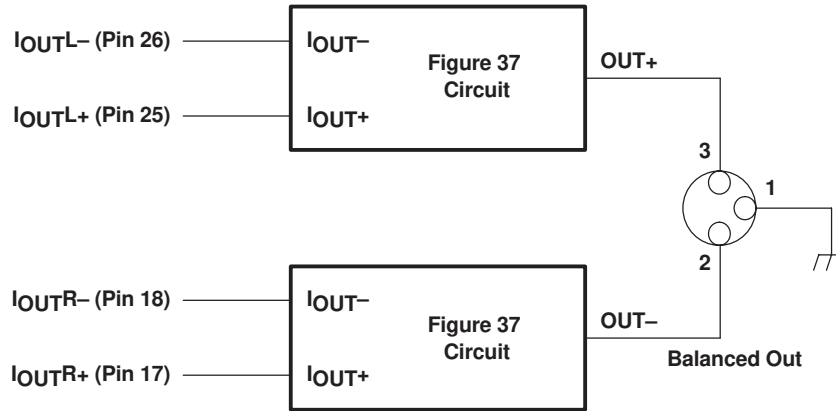 IOUTL– (Pin 26)
IOUT–
Figure 37
Circuit
OUT+
IOUTL+ (Pin 25)
IOUT+
3
1
2
IOUTR– (Pin 18)
IOUT–
Figure 37
Circuit
OUT–
Balanced Out
IOUTR+ (Pin 17)
IOUT+